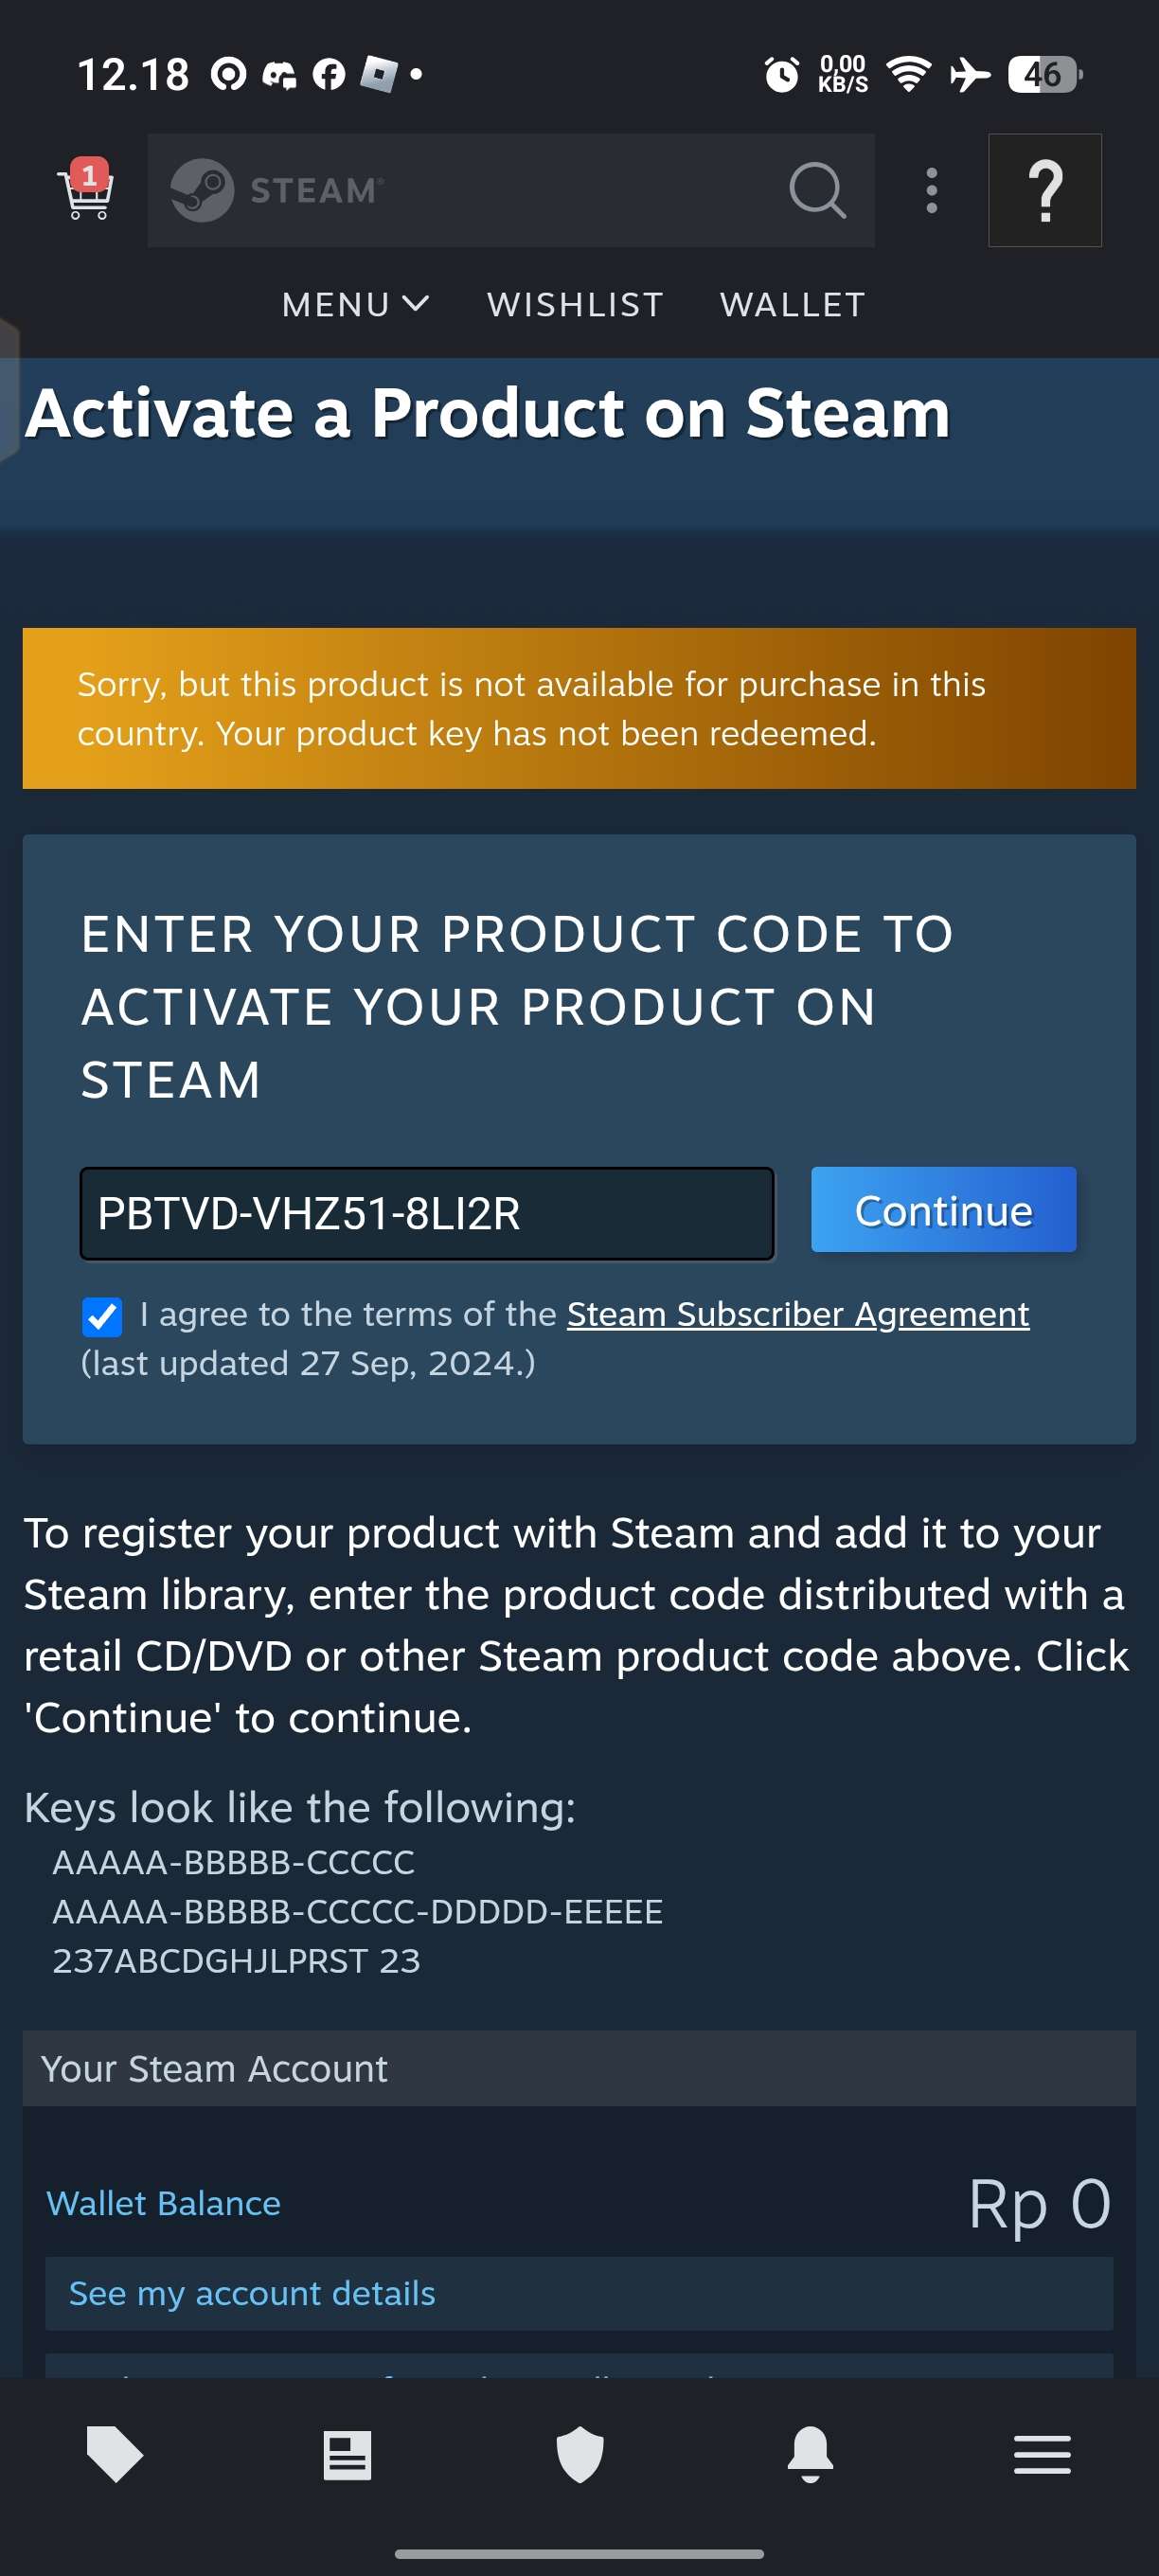 12.18
0,00
KB/S
46
1
STEAM
?
MENU
WISHLIST
WALLET
Activate a Product on Steam
Sorry, but this product is not available for purchase in this
country. Your product key has not been redeemed.
ENTER YOUR PRODUCT CODE TO
ACTIVATE YOUR PRODUCT ON
STEAM
PBTVD-VHZ51-8LI2R
Continue
I agree to the terms of the Steam Subscriber Agreement
(last updated 27 Sep, 2024.)
To register your product with Steam and add it to your
Steam library, enter the product code distributed with a
retail CD/DVD or other Steam product code above. Click
'Continue' to continue.
Keys look like the following:
AAAAA-BBBBB-CCCCC
AAAAA-BBBBB-CCCCC-DDDDD-EEEEE
237ABCDGHJLPRST 23
Your Steam Account
Wallet Balance
Rp 0
See my account details